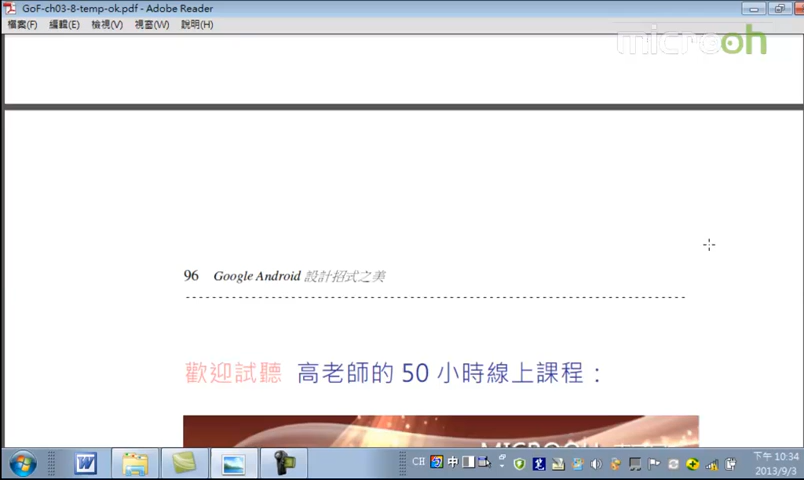 GoF-ch03-8-temp-ok.pdf - Adobe Reader
檔案(F) 編輯(E) 檢視(V) 視窗(W) 說明(H)
microoh
96 Google Android 設計招式之美
歡迎試聽 高老師的 50 小時線上課程：
MICROOH
CH 中
下午 10:34
2013/9/3